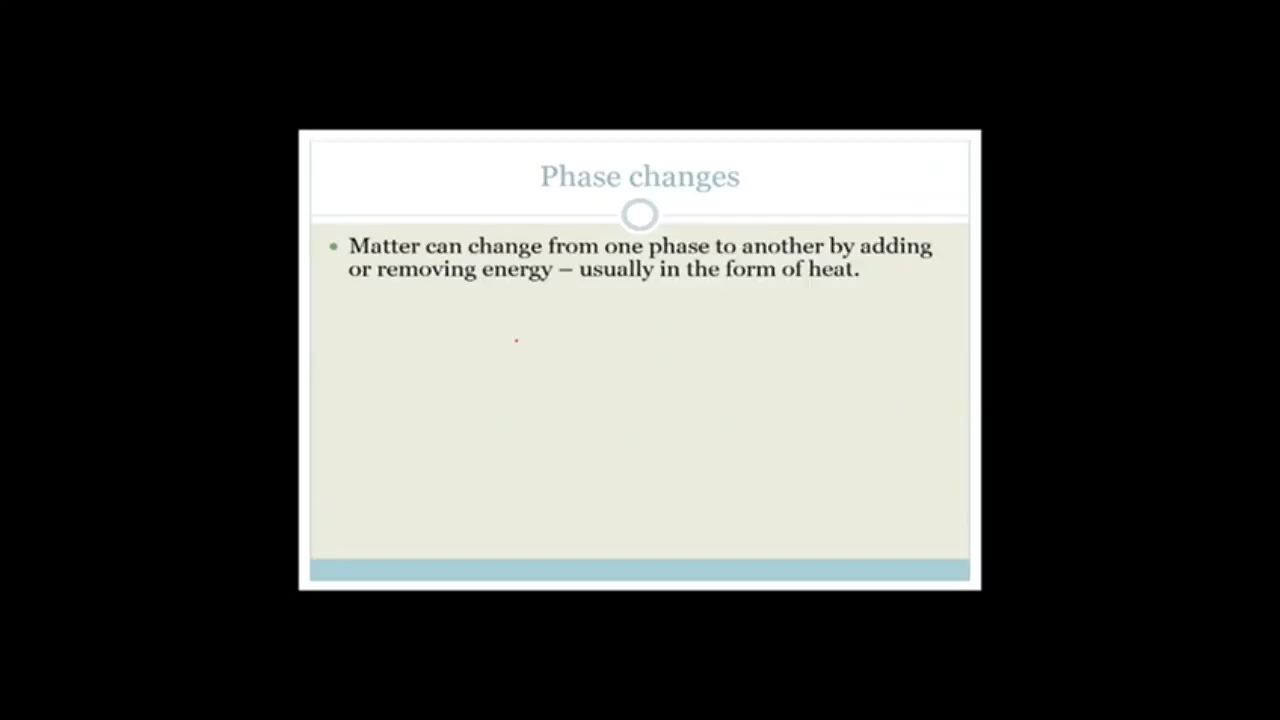 Phase changes
• Matter can change from one phase to another by adding
or removing energy – usually in the form of heat.